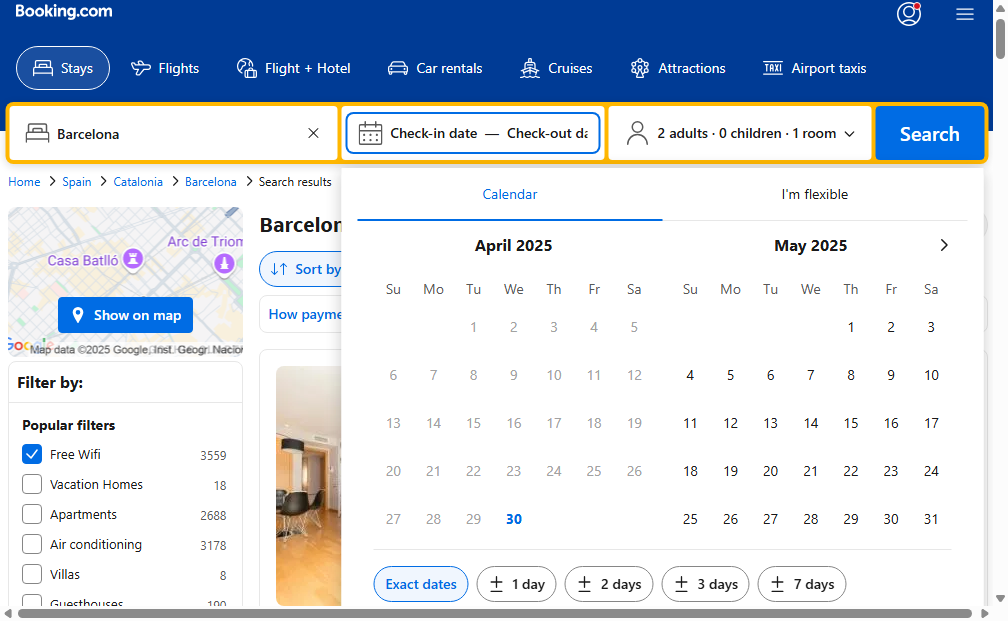 Booking.com
Stays
Flights
Flight + Hotel
Car rentals
Cruises
Attractions
TAXI Airport taxis
Barcelona
Check-in date — Check-out da
2 adults · 0 children · 1 room
Search
Home > Spain > Catalonia > Barcelona > Search results
Calendar
I'm flexible
Arc de Triom
Casa Batlló
Show on map
Map data ©2025 Google, Inst. Geogr. Nacion
Barcelon
Sort by
How payme
April 2025
May 2025
Su Mo Tu We Th Fr Sa
Su Mo Tu We Th Fr Sa
1 2 3 4 5
1 2 3
6 7 8 9 10 11 12
4 5 6 7 8 9 10
13 14 15 16 17 18 19
11 12 13 14 15 16 17
20 21 22 23 24 25 26
18 19 20 21 22 23 24
27 28 29 30
25 26 27 28 29 30 31
Filter by:
Popular filters
Free Wifi 3559
Vacation Homes 18
Apartments 2688
Air conditioning 3178
Villas 8
Guesthouses 190
Exact dates
± 1 day
± 2 days
± 3 days
± 7 days